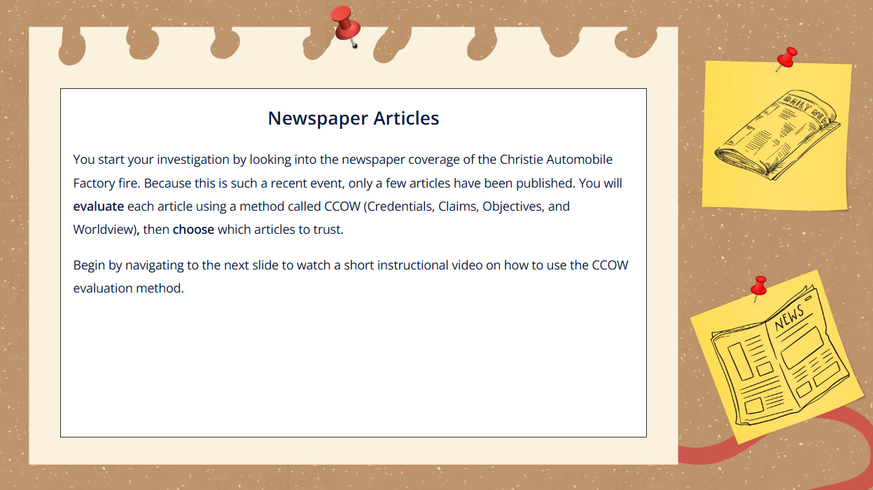 Newspaper Articles
You start your investigation by looking into the newspaper coverage of the Christie Automobile
Factory fire. Because this is such a recent event, only a few articles have been published. You will
evaluate each article using a method called CCOW (Credentials, Claims, Objectives, and
Worldview), then choose which articles to trust.
Begin by navigating to the next slide to watch a short instructional video on how to use the CCOW
evaluation method.
DAILY
NEWS